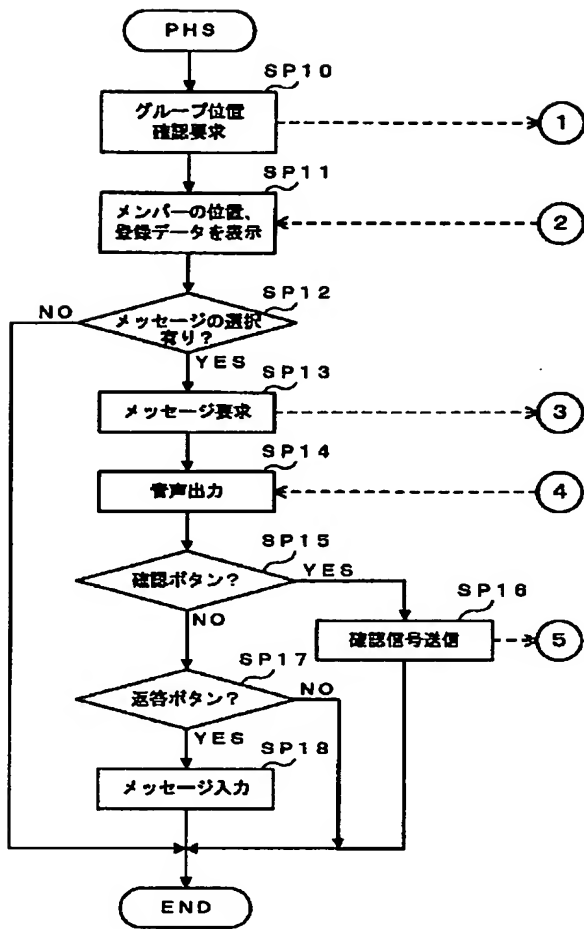 PHS
SP10
グループ位置
確認要求
1
SP11
メンバーの位置、
登録データを表示
2
SP12
NO
メッセージの選択
有り?
YES
SP13
メッセージ要求
3
SP14
音声出力
4
SP15
確認ボタン?
YES
NO
SP16
確認信号送信
5
SP17
返答ボタン?
NO
YES
SP18
メッセージ入力
END